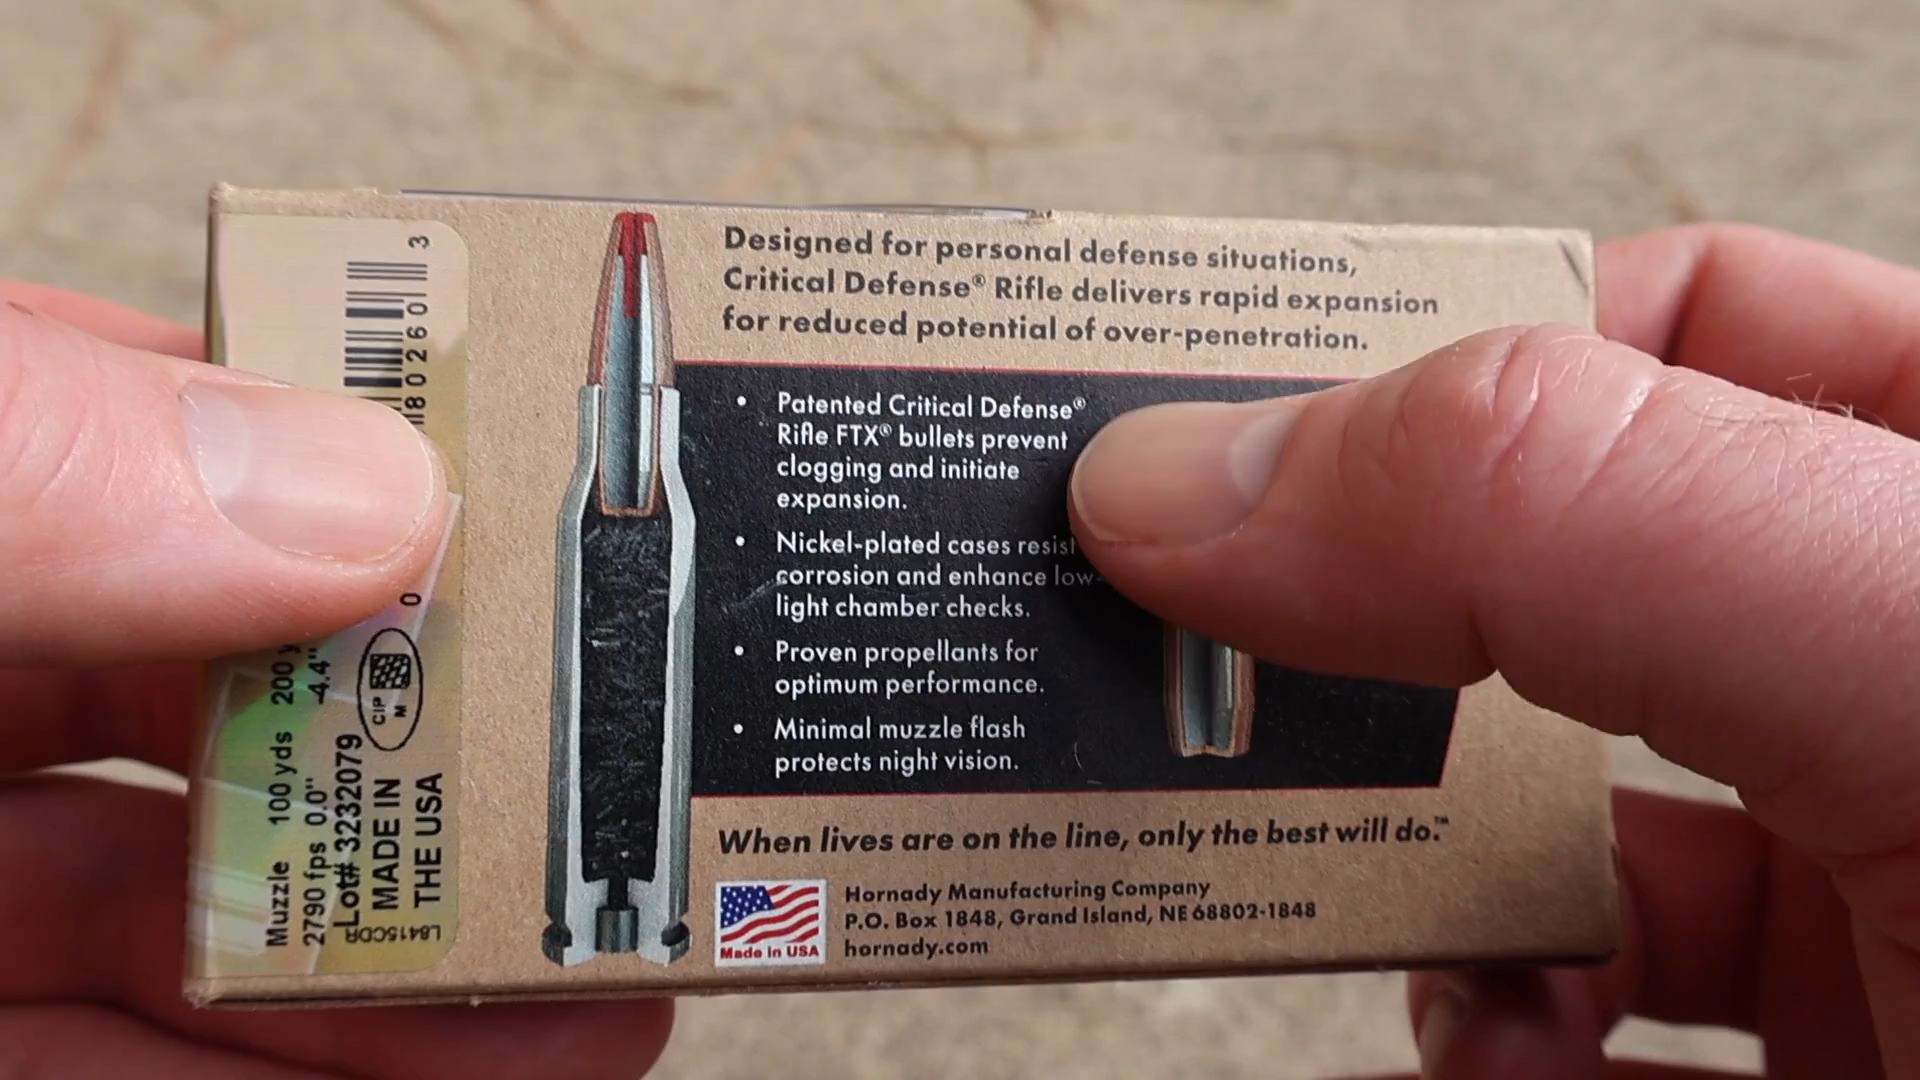 Designed for personal defense situations,
Critical Defense® Rifle delivers rapid expansion
for reduced potential of over-penetration.
• Patented Critical Defense®
Rifle FTX® bullets prevent
clogging and initiate
expansion.
• Nickel-plated cases resist
corrosion and enhance low-
light chamber checks.
• Proven propellants for
optimum performance.
• Minimal muzzle flash
protects night vision.
When lives are on the line, only the best will do.™
Made in USA
Hornady Manufacturing Company
P.O. Box 1848, Grand Island, NE 68802-1848
hornady.com
Muzzle 100 yds 200
2790 fps 0.0" -4.4"
Lot# 3232079
MADE IN
THE USA
CIP
M
0
180260 3
L8415CDR